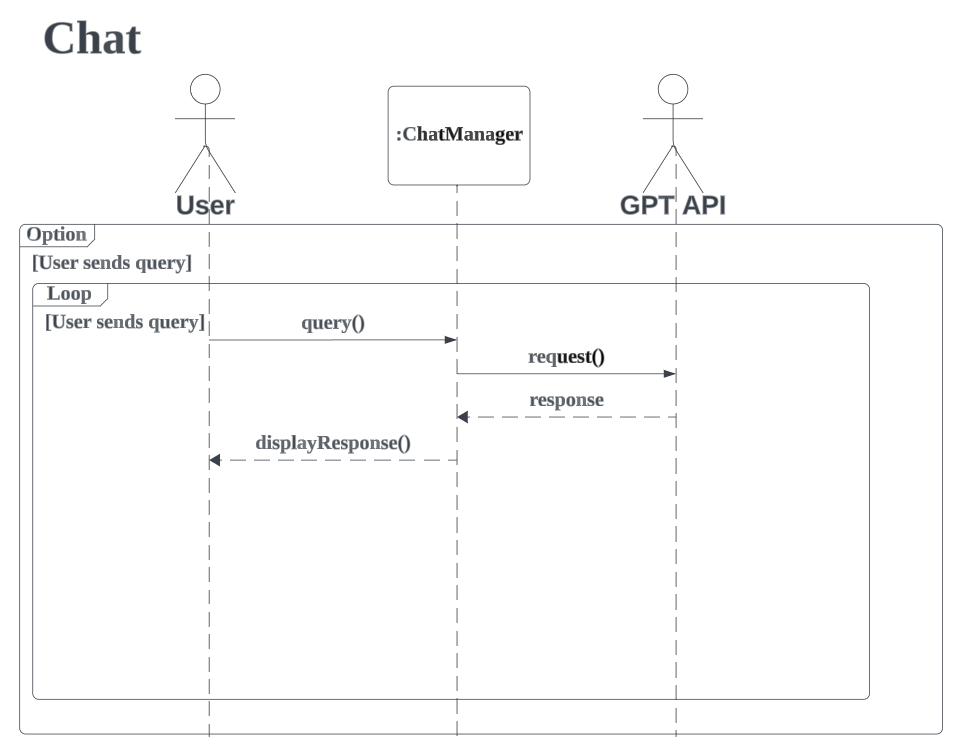 Chat
:ChatManager
User
GPT API
Option
[User sends query]
Loop
[User sends query]
query()
request()
response
displayResponse()